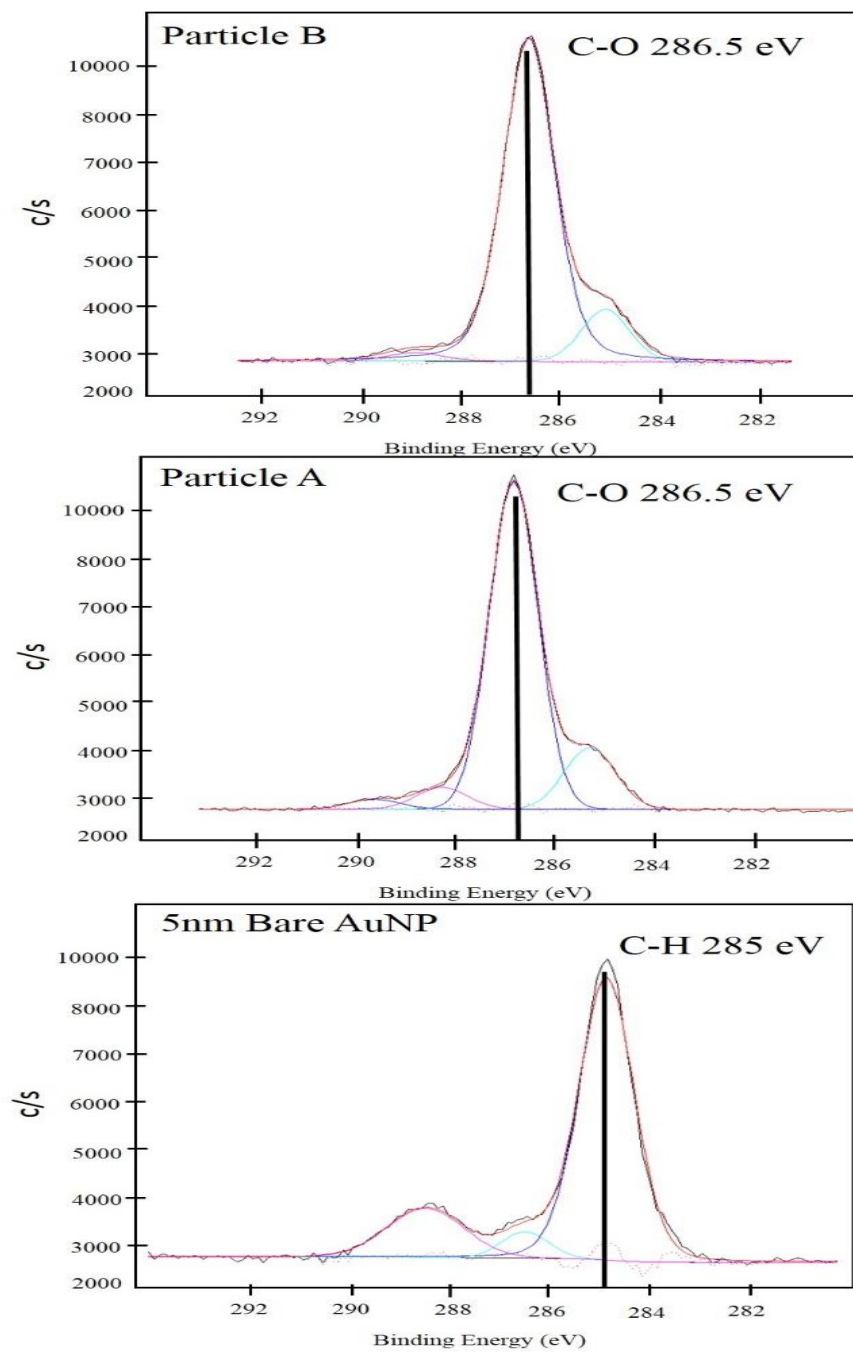 Particle B
C-O 286.5 eV
10000
8000
7000
6000
5000
4000
3000
2000
c/s
292 290 288 286 284 282
Binding Energy (eV)
Particle A
C-O 286.5 eV
10000
8000
7000
6000
5000
4000
3000
2000
c/s
292 290 288 286 284 282
Binding Energy (eV)
5nm Bare AuNP
C-H 285 eV
10000
8000
7000
6000
5000
4000
3000
2000
c/s
292 290 288 286 284 282
Binding Energy (eV)